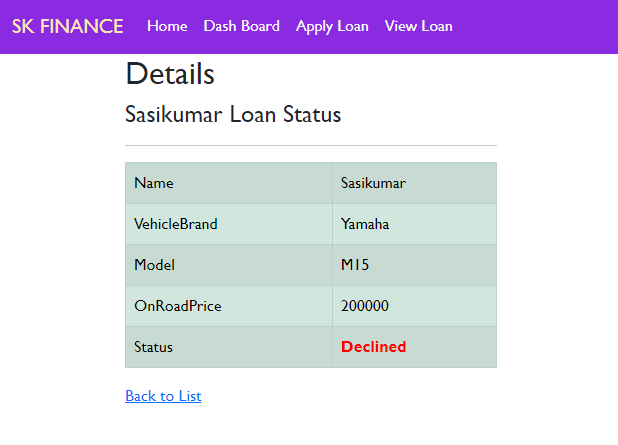 SK FINANCE Home Dash Board Apply Loan View Loan
Details
Sasikumar Loan Status
Name Sasikumar
VehicleBrand Yamaha
Model M15
OnRoadPrice 200000
Status Declined
Back to List